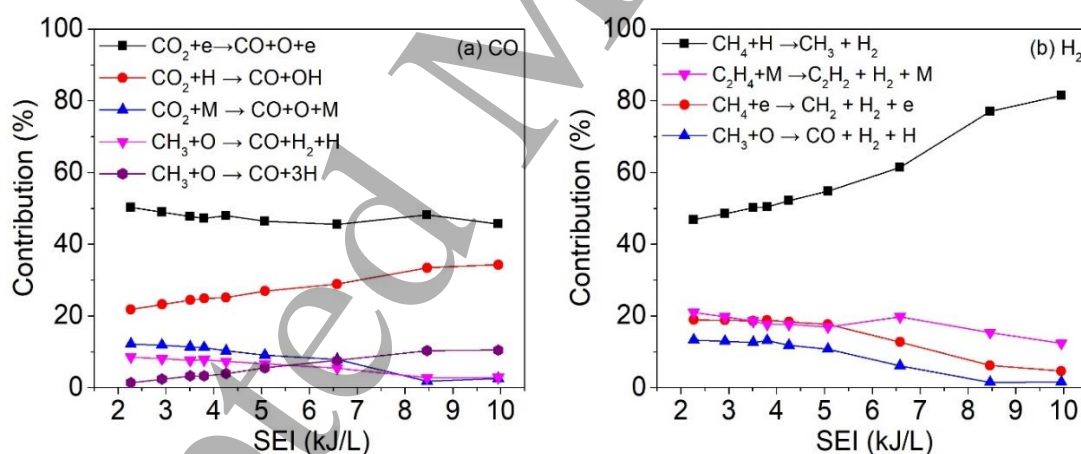 100
80
60
40
20
0
Contribution (%)
CO₂+e→CO+O+e
CO₂+H → CO+OH
CO₂+M → CO+O+M
CH₃+O → CO+H₂+H
CH₃+O → CO+3H
(a) CO
2 3 4 5 6 7 8 9 10
SEI (kJ/L)
100
80
60
40
20
0
Contribution (%)
CH₄+H →CH₃ + H₂
C₂H₄+M →C₂H₂ + H₂ + M
CH₄+e → CH₂ + H₂ + e
CH₃+O → CO + H₂ + H
(b) H₂
2 3 4 5 6 7 8 9 10
SEI (kJ/L)